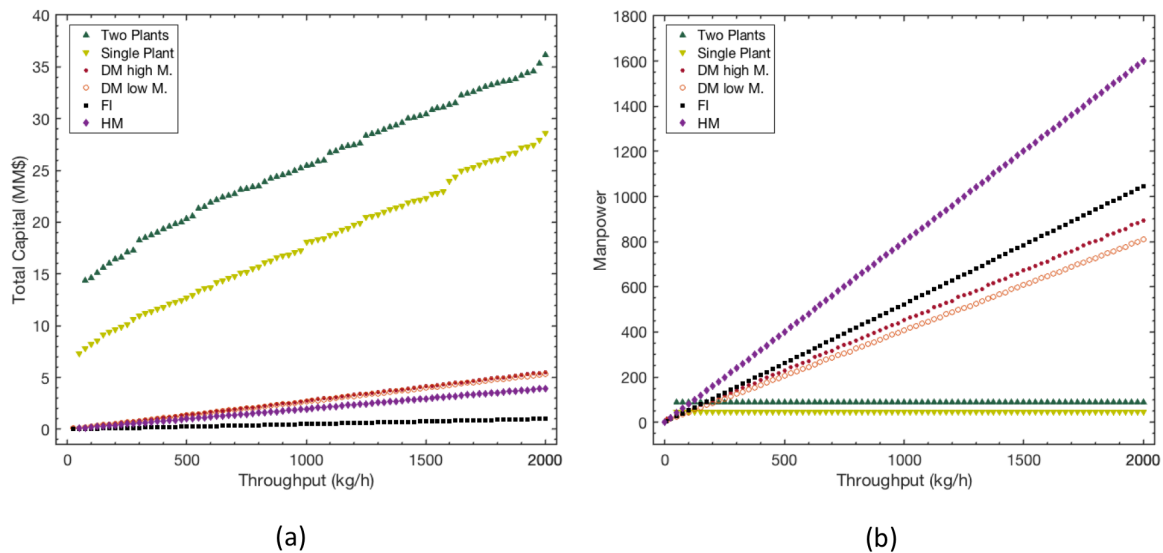 40
35
30
25
20
15
10
5
0
Total Capital (MM$)
Two Plants
Single Plant
DM high M.
DM low M.
FI
HM
0 500 1000 1500 2000
Throughput (kg/h)
(a)
1800
1600
1400
1200
1000
800
600
400
200
0
Manpower
Two Plants
Single Plant
DM high M.
DM low M.
FI
HM
0 500 1000 1500 2000
Throughput (kg/h)
(b)